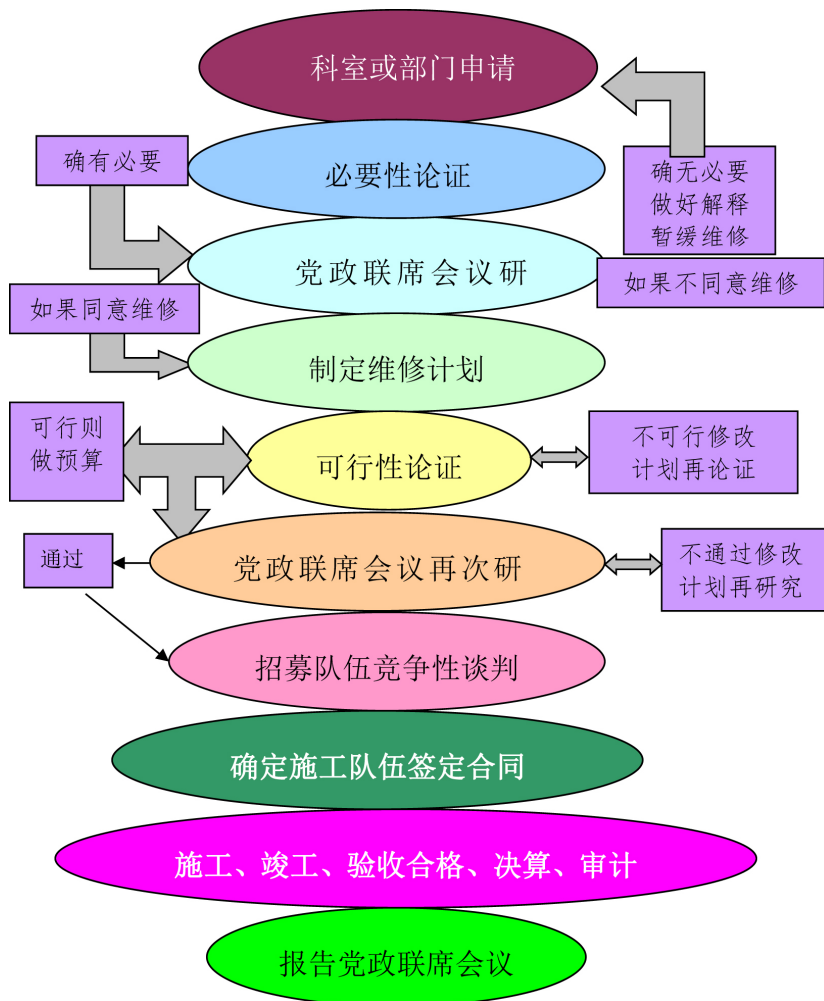 科室或部门申请
确有必要
必要性论证
确无必要
做好解释
暂缓维修
党政联席会议研
如果不同意维修
如果同意维修
制定维修计划
可行则
做预算
可行性论证
不可行修改
计划再论证
通过
党政联席会议再次研
不通过修改
计划再研究
招募队伍竞争性谈判
确定施工队伍签定合同
施工、竣工、验收合格、决算、审计
报告党政联席会议